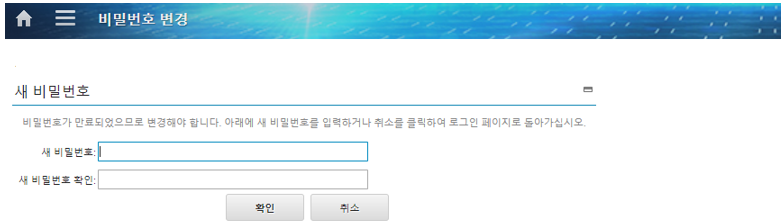 비밀번호 변경
새 비밀번호
비밀번호가 만료되었으므로 변경해야 합니다. 아래에 새 비밀번호를 입력하거나 취소를 클릭하여 로그인 페이지로 돌아가십시오.
새 비밀번호:
새 비밀번호 확인:
확인 취소